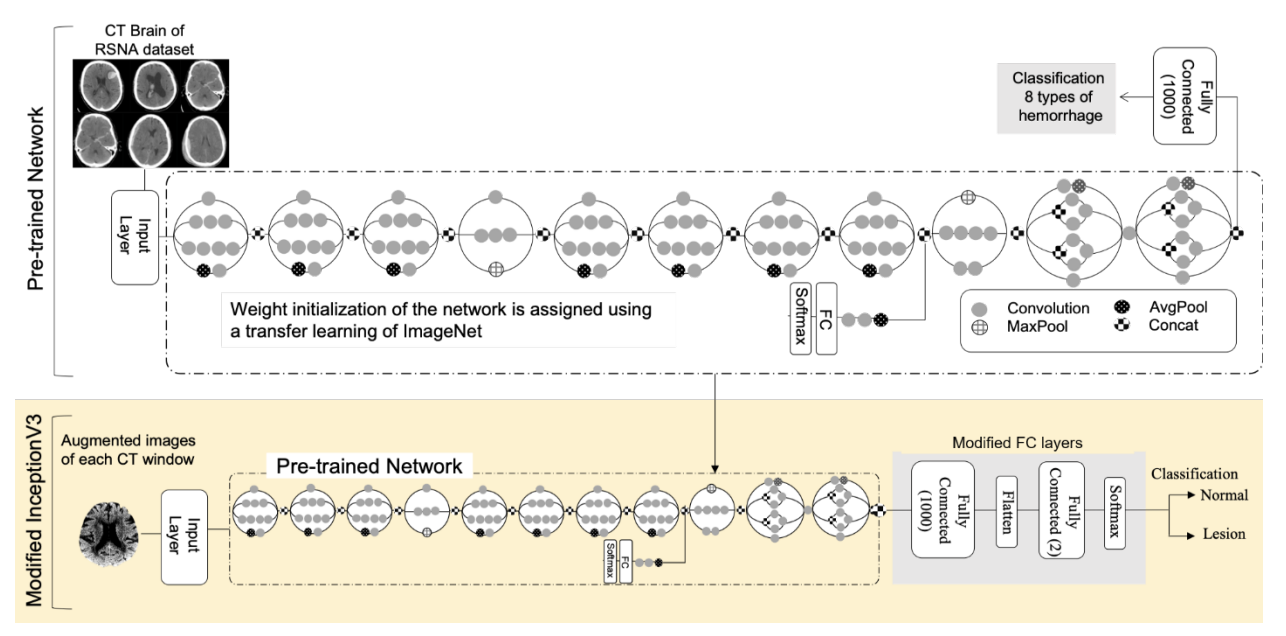 Pre-trained Network
CT Brain of
RSNA dataset
Input
Layer
Classification
8 types of
hemorrhage
Fully
Connected
(1000)
Weight initialization of the network is assigned using
a transfer learning of ImageNet
Softmax
FC
Convolution
AvgPool
MaxPool
Concat
Modified InceptionV3
Augmented images
of each CT window
Input
Layer
Pre-trained Network
Softmax
FC
Modified FC layers
Fully
Connected
(1000)
Flatten
Fully
Connected (2)
Softmax
Classification
Normal
Lesion